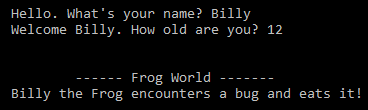 Hello. What's your name? Billy
Welcome Billy. How old are you? 12
------ Frog World -------
Billy the Frog encounters a bug and eats it!